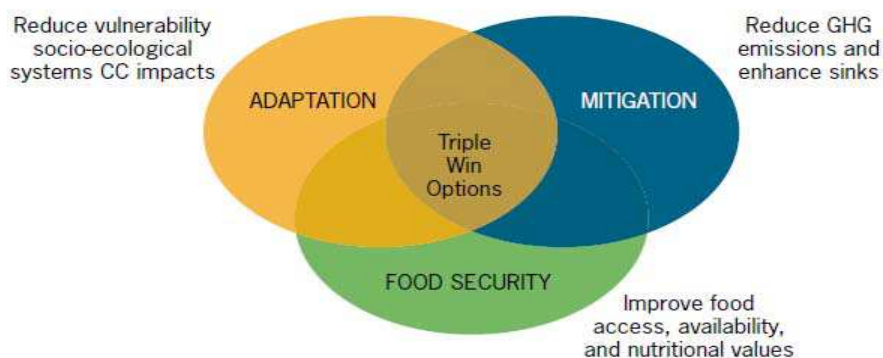 Reduce vulnerability
socio-ecological
systems CC impacts
Reduce GHG
emissions and
enhance sinks
ADAPTATION
MITIGATION
Triple
Win
Options
FOOD SECURITY
Improve food
access, availability,
and nutritional values